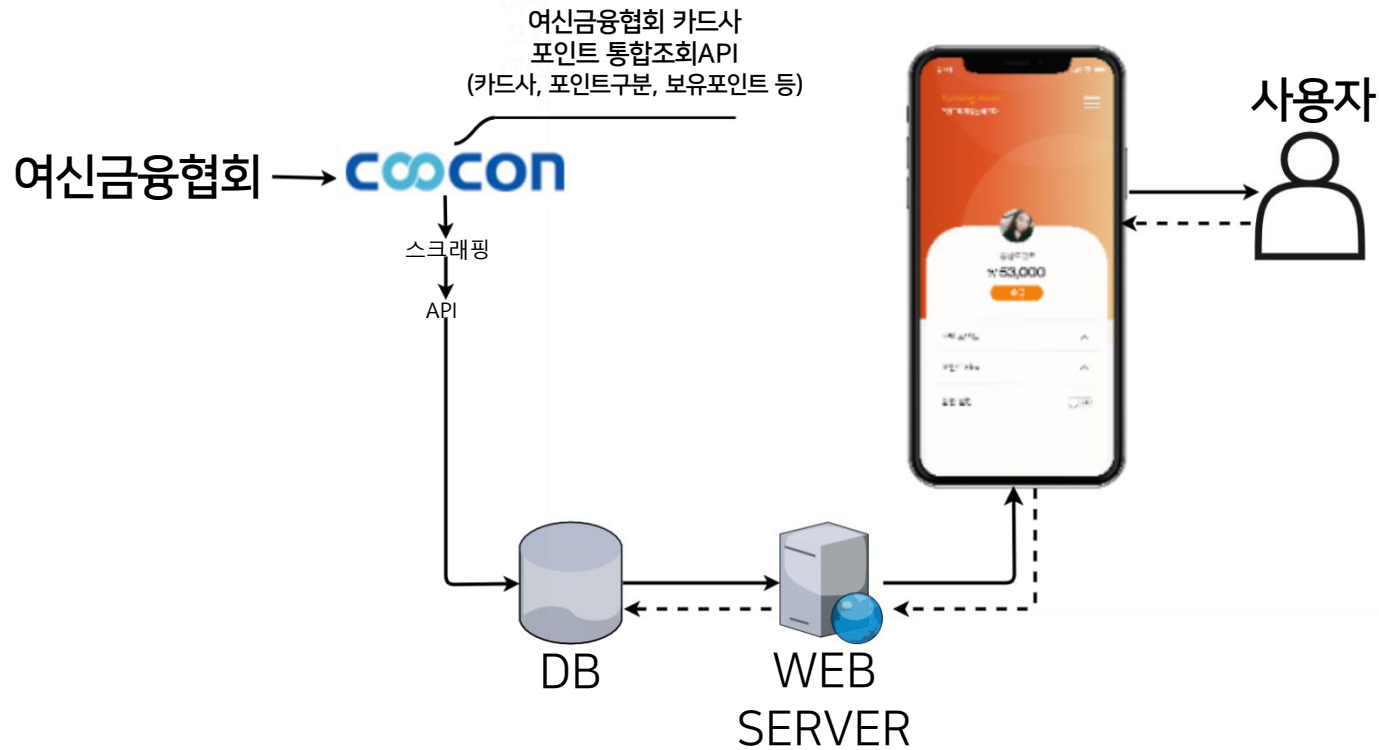 여신금융협회 카드사
포인트 통합조회API
(카드사, 포인트구분, 보유포인트 등)
여신금융협회
coocon
스크래핑
API
사용자
₩53,000
DB
WEB
SERVER